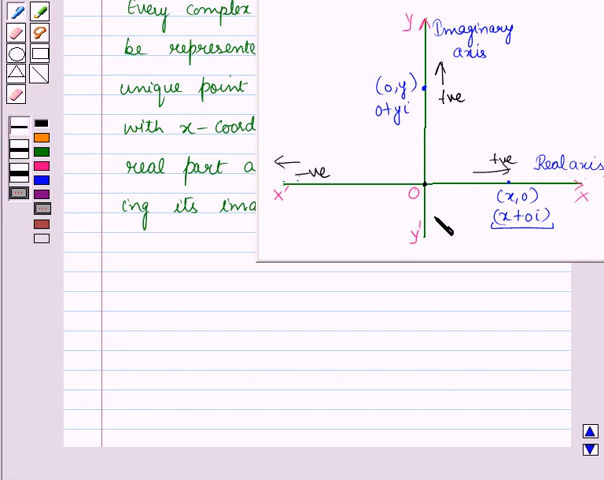 Every complex
be represente
unique point
with x-coord
real part a
ing its ima
y
Imaginary
axis
(0,y)
0+yi
+ve
+ve
Real axis
-ve
x'
O
(x,0)
x
(x+0i)
y'